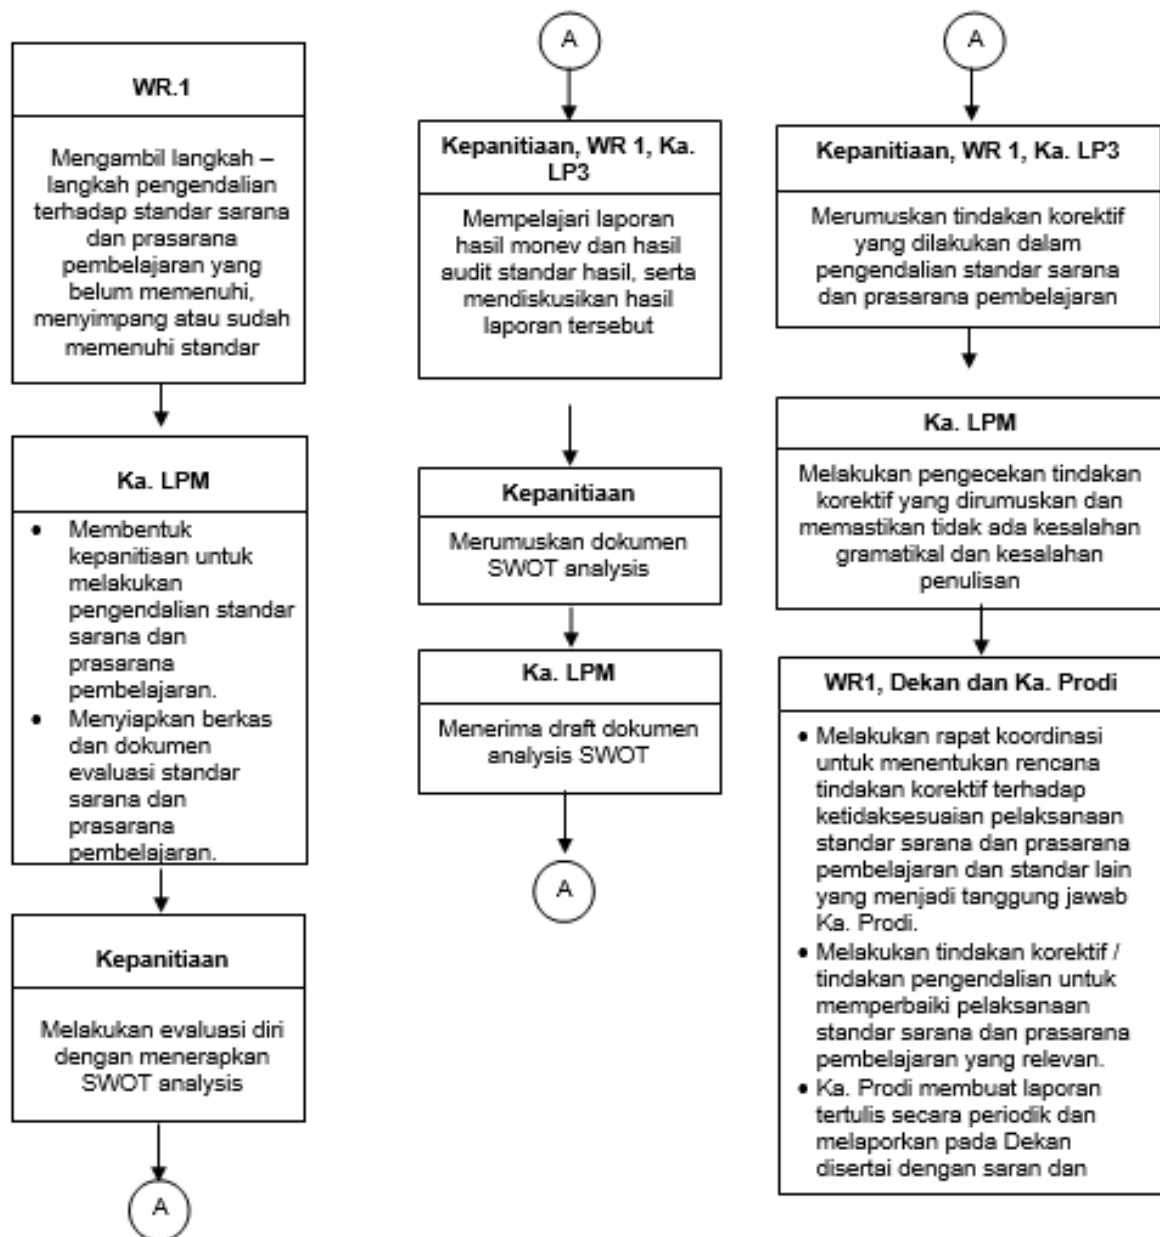 WR.1
Mengambil langkah –
langkah pengendalian
terhadap standar sarana
dan prasarana
pembelajaran yang
belum memenuhi,
menyimpang atau sudah
memenuhi standar
Ka. LPM
• Membentuk
kepanitiaan untuk
melakukan
pengendalian standar
sarana dan
prasarana
pembelajaran.
• Menyiapkan berkas
dan dokumen
evaluasi standar
sarana dan
prasarana
pembelajaran.
Kepanitiaan
Melakukan evaluasi diri
dengan menerapkan
SWOT analysis
A
A
Kepanitiaan, WR 1, Ka.
LP3
Mempelajari laporan
hasil monev dan hasil
audit standar hasil, serta
mendiskusikan hasil
laporan tersebut
Kepanitiaan
Merumuskan dokumen
SWOT analysis
Ka. LPM
Menerima draft dokumen
analysis SWOT
A
A
Kepanitiaan, WR 1, Ka. LP3
Merumuskan tindakan korektif
yang dilakukan dalam
pengendalian standar sarana
dan prasarana pembelajaran
Ka. LPM
Melakukan pengecekan tindakan
korektif yang dirumuskan dan
memastikan tidak ada kesalahan
gramatikal dan kesalahan
penulisan
WR1, Dekan dan Ka. Prodi
• Melakukan rapat koordinasi
untuk menentukan rencana
tindakan korektif terhadap
ketidaksesuaian pelaksanaan
standar sarana dan prasarana
pembelajaran dan standar lain
yang menjadi tanggung jawab
Ka. Prodi.
• Melakukan tindakan korektif /
tindakan pengendalian untuk
memperbaiki pelaksanaan
standar sarana dan prasarana
pembelajaran yang relevan.
• Ka. Prodi membuat laporan
tertulis secara periodik dan
melaporkan pada Dekan
disertai dengan saran dan